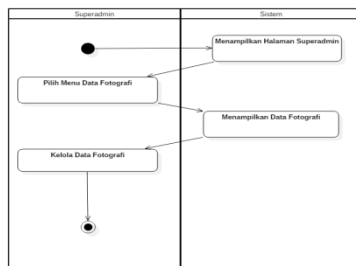 Superadmin
Sistem
Menampilkan Halaman Superadmin
Pilih Menu Data Fotografi
Menampilkan Data Fotografi
Kelola Data Fotografi